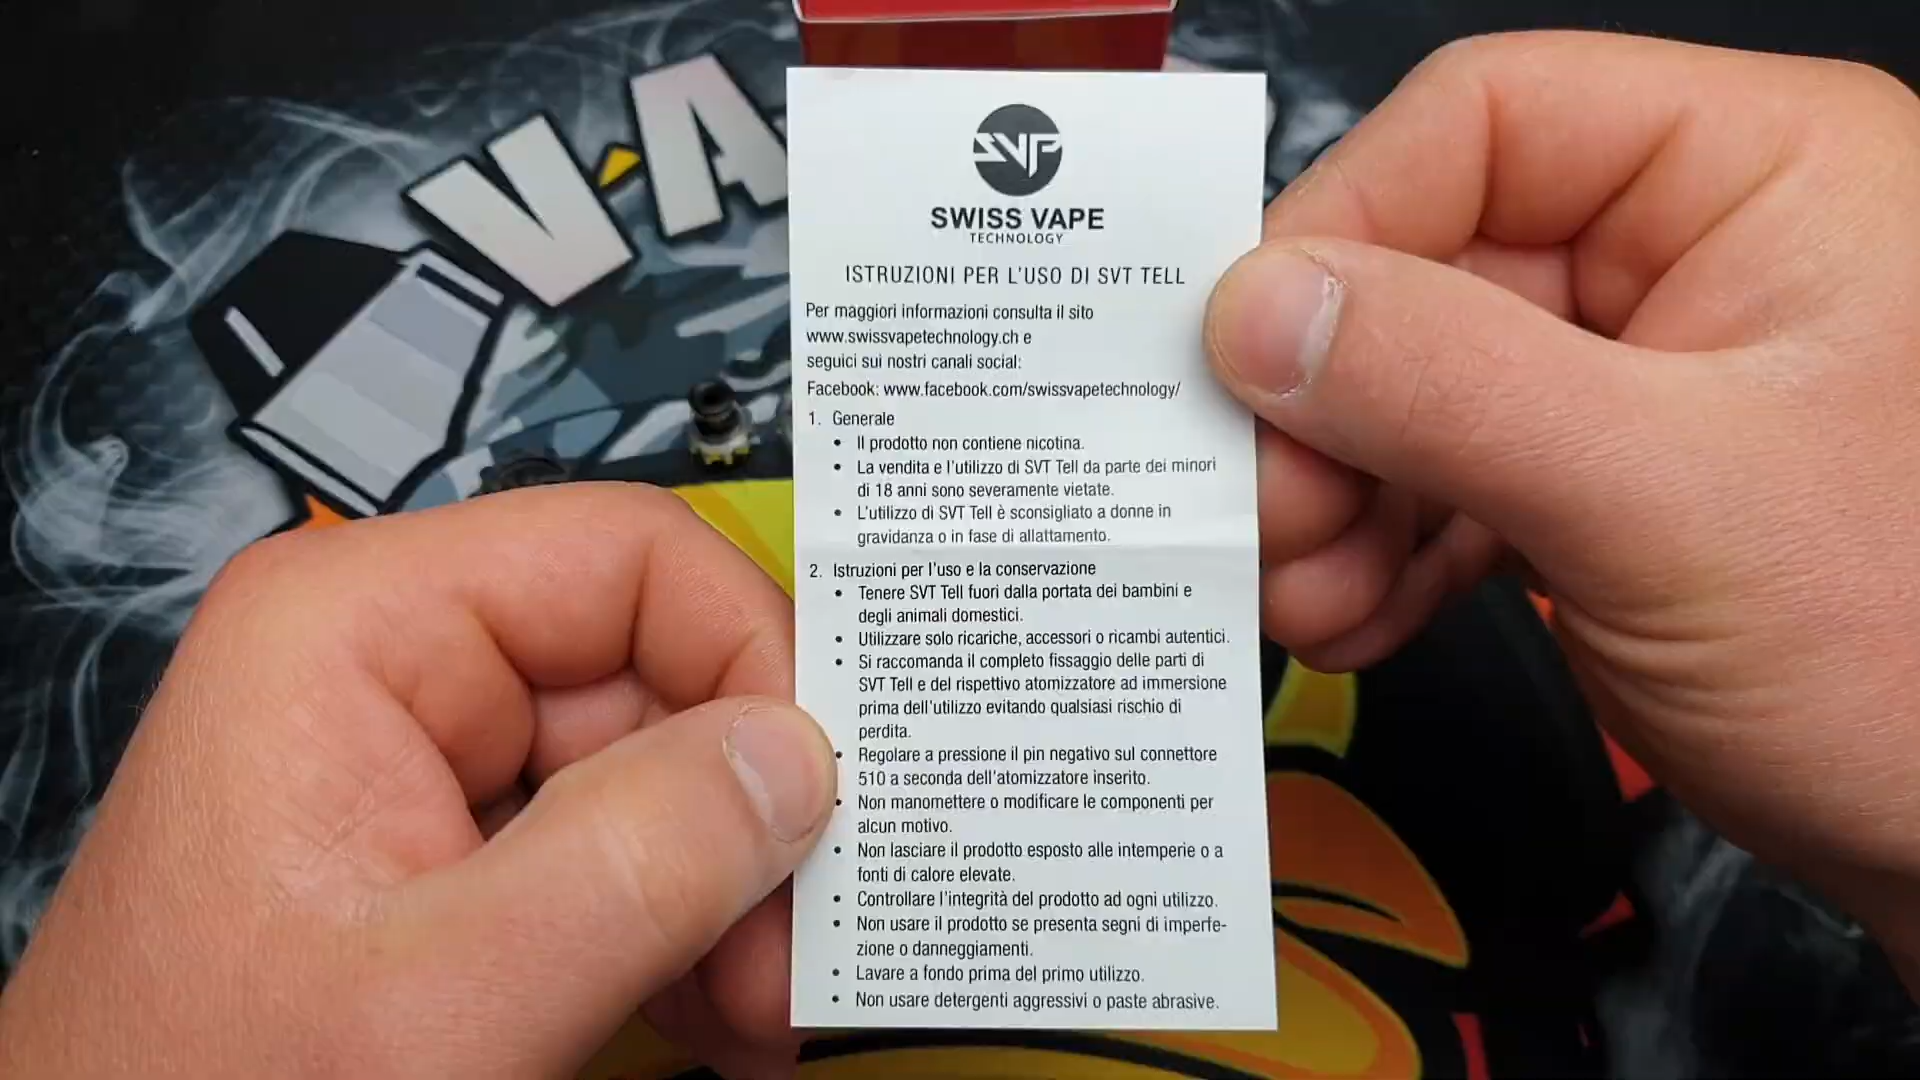 V-A
SVT
SWISS VAPE
TECHNOLOGY
ISTRUZIONI PER L'USO DI SVT TELL
Per maggiori informazioni consulta il sito
www.swissvapetechnology.ch e
seguici sui nostri canali social:
Facebook: www.facebook.com/swissvapetechnology/
1. Generale
• Il prodotto non contiene nicotina.
• La vendita e l'utilizzo di SVT Tell da parte dei minori
di 18 anni sono severamente vietate.
• L'utilizzo di SVT Tell è sconsigliato a donne in
gravidanza o in fase di allattamento.
2. Istruzioni per l'uso e la conservazione
• Tenere SVT Tell fuori dalla portata dei bambini e
degli animali domestici.
• Utilizzare solo ricariche, accessori o ricambi autentici.
• Si raccomanda il completo fissaggio delle parti di
SVT Tell e del rispettivo atomizzatore ad immersione
prima dell'utilizzo evitando qualsiasi rischio di
perdita.
• Regolare a pressione il pin negativo sul connettore
510 a seconda dell'atomizzatore inserito.
• Non manomettere o modificare le componenti per
alcun motivo.
• Non lasciare il prodotto esposto alle intemperie o a
fonti di calore elevate.
• Controllare l'integrità del prodotto ad ogni utilizzo.
• Non usare il prodotto se presenta segni di imperfe-
zione o danneggiamenti.
• Lavare a fondo prima del primo utilizzo.
• Non usare detergenti aggressivi o paste abrasive.